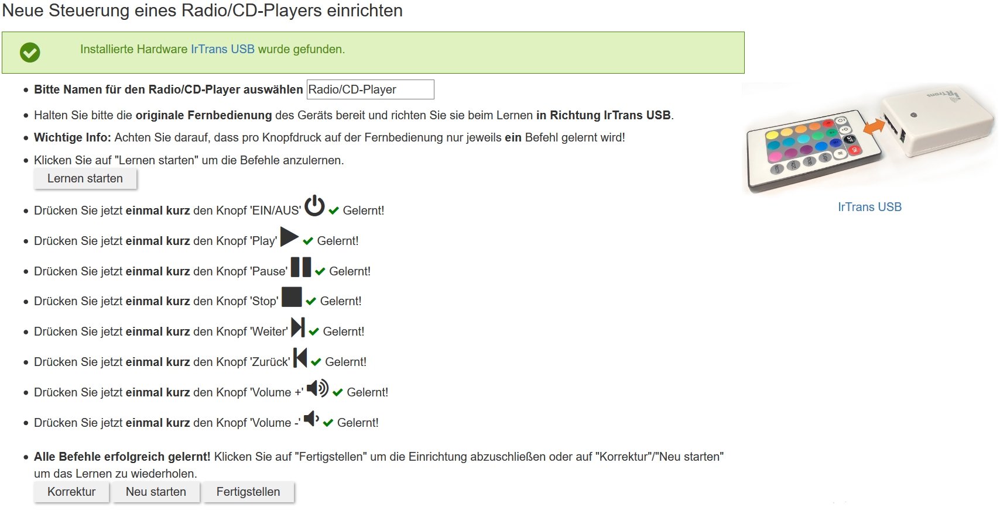 Neue Steuerung eines Radio/CD-Players einrichten
Installierte Hardware IrTrans USB wurde gefunden.
Bitte Namen für den Radio/CD-Player auswählen Radio/CD-Player
Halten Sie bitte die originale Fernbedienung des Geräts bereit und richten Sie sie beim Lernen in Richtung IrTrans USB.
Wichtige Info: Achten Sie darauf, dass pro Knopfdruck auf der Fernbedienung nur jeweils ein Befehl gelernt wird!
Klicken Sie auf "Lernen starten" um die Befehle anzulernen.
Lernen starten
Drücken Sie jetzt einmal kurz den Knopf 'EIN/AUS' Gelernt!
Drücken Sie jetzt einmal kurz den Knopf 'Play' Gelernt!
Drücken Sie jetzt einmal kurz den Knopf 'Pause' Gelernt!
Drücken Sie jetzt einmal kurz den Knopf 'Stop' Gelernt!
Drücken Sie jetzt einmal kurz den Knopf 'Weiter' Gelernt!
Drücken Sie jetzt einmal kurz den Knopf 'Zurück' Gelernt!
Drücken Sie jetzt einmal kurz den Knopf 'Volume +' Gelernt!
Drücken Sie jetzt einmal kurz den Knopf 'Volume -' Gelernt!
Alle Befehle erfolgreich gelernt! Klicken Sie auf "Fertigstellen" um die Einrichtung abzuschließen oder auf "Korrektur"/"Neu starten"
um das Lernen zu wiederholen.
Korrektur Neu starten Fertigstellen
IRTrans
OFF
ON
W
IrTrans USB